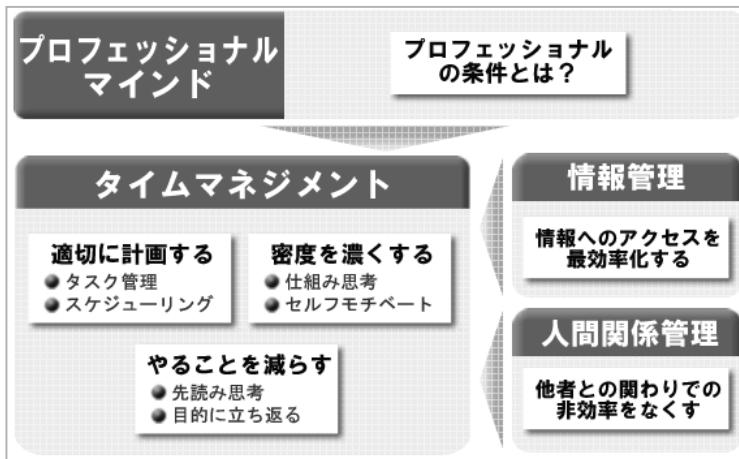 プロフェッショナル
マインド
プロフェッショナル
の条件とは？
タイムマネジメント
適切に計画する
● タスク管理
● スケジューリング
密度を濃くする
● 仕組み思考
● セルフモチベート
やることを減らす
● 先読み思考
● 目的に立ち返る
情報管理
情報へのアクセスを
最効率化する
人間関係管理
他者との関わりでの
非効率をなくす